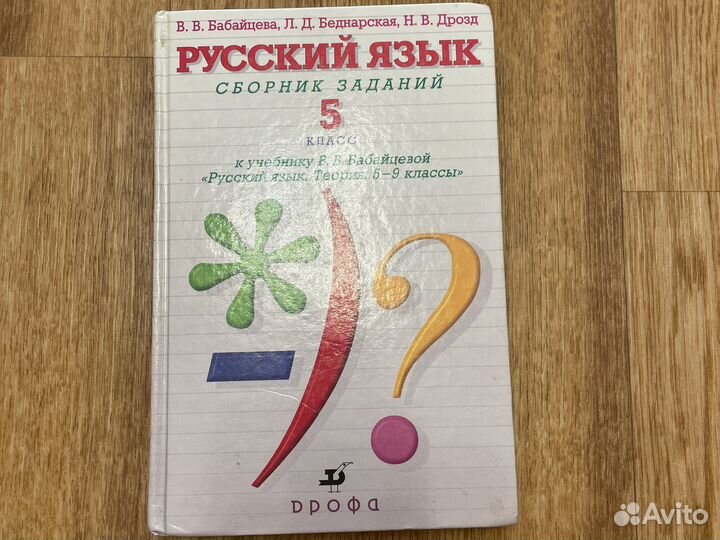 В. В. Бабайцева, Л. Д. Беднарская, Н. В. Дрозд
РУССКИЙ ЯЗЫК
СБОРНИК ЗАДАНИЙ
5
КЛАСС
к учебнику В. В. Бабайцевой
«Русский язык. Теория. 5–9 классы»
дрофа
Avito